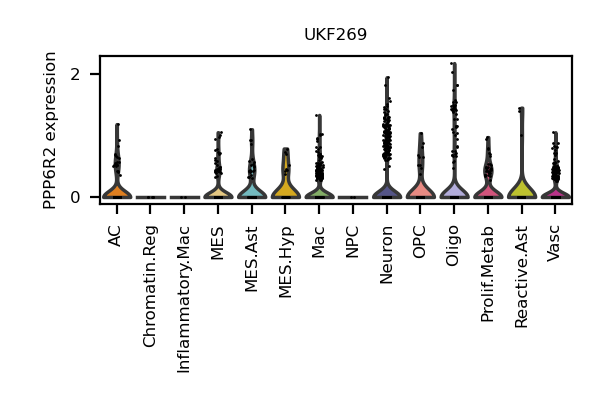 UKF269
PPP6R2 expression
2
0
AC
Chromatin.Reg
Inflammatory.Mac
MES
MES.Ast
MES.Hyp
Mac
NPC
Neuron
OPC
Oligo
Prolif.Metab
Reactive.Ast
Vasc